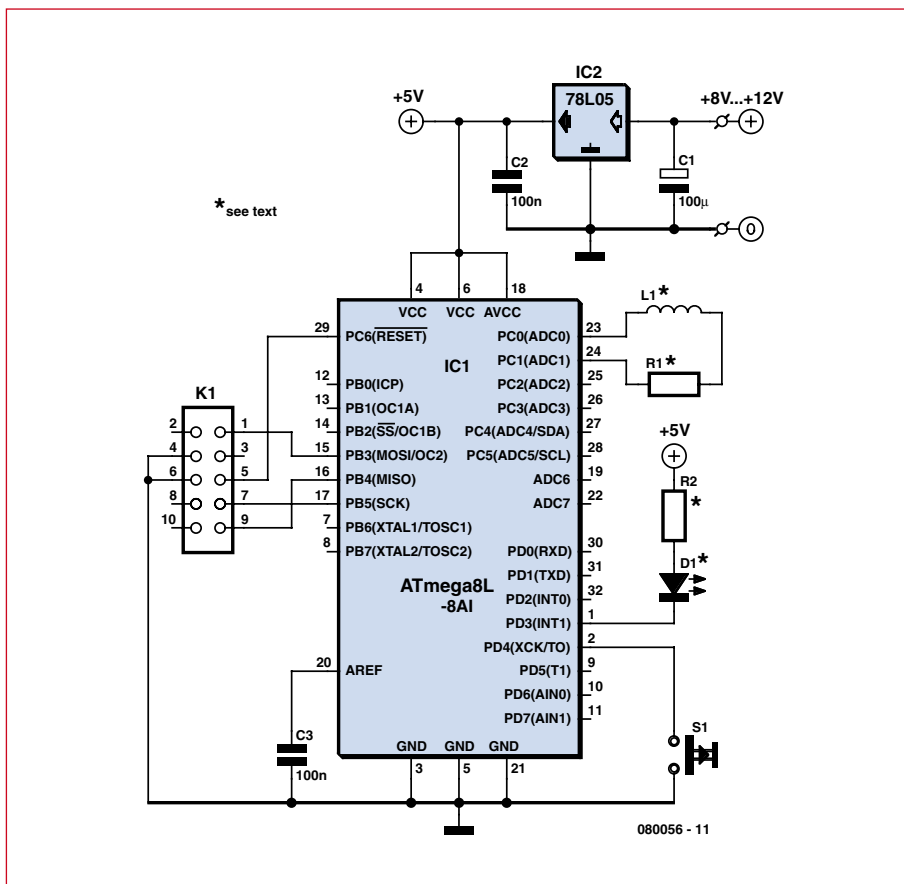 IC2
78L05
+5V
+8V...+12V
C2
100n
C1
100µ
0
*see text
4 6 18
VCC VCC AVCC
L1*
R1*
IC1
29 PC6(RESET)
12 PB0(ICP)
13 PB1(OC1A)
14 PB2(SS/OC1B)
15 PB3(MOSI/OC2)
16 PB4(MISO)
17 PB5(SCK)
7 PB6(XTAL1/TOSC1)
8 PB7(XTAL2/TOSC2)
20 AREF
PC0(ADC0) 23
PC1(ADC1) 24
PC2(ADC2) 25
PC3(ADC3) 26
PC4(ADC4/SDA) 27
PC5(ADC5/SCL) 28
ADC6 19
ADC7 22
PD0(RXD) 30
PD1(TXD) 31
PD2(INT0) 32
PD3(INT1) 1
PD4(XCK/TO) 2
PD5(T1) 9
PD6(AIN0) 10
PD7(AIN1) 11
ATmega8L
-8AI
K1
2 1
4 3
6 5
8 7
10 9
+5V
R2
*
D1*
S1
C3
100n
GND GND GND
3 5 21
080056 - 11